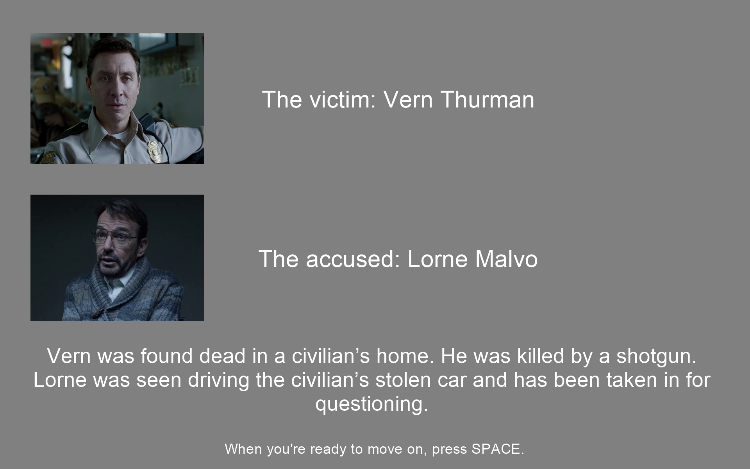 The victim: Vern Thurman
The accused: Lorne Malvo
Vern was found dead in a civilian’s home. He was killed by a shotgun.
Lorne was seen driving the civilian’s stolen car and has been taken in for
questioning.
When you're ready to move on, press SPACE.